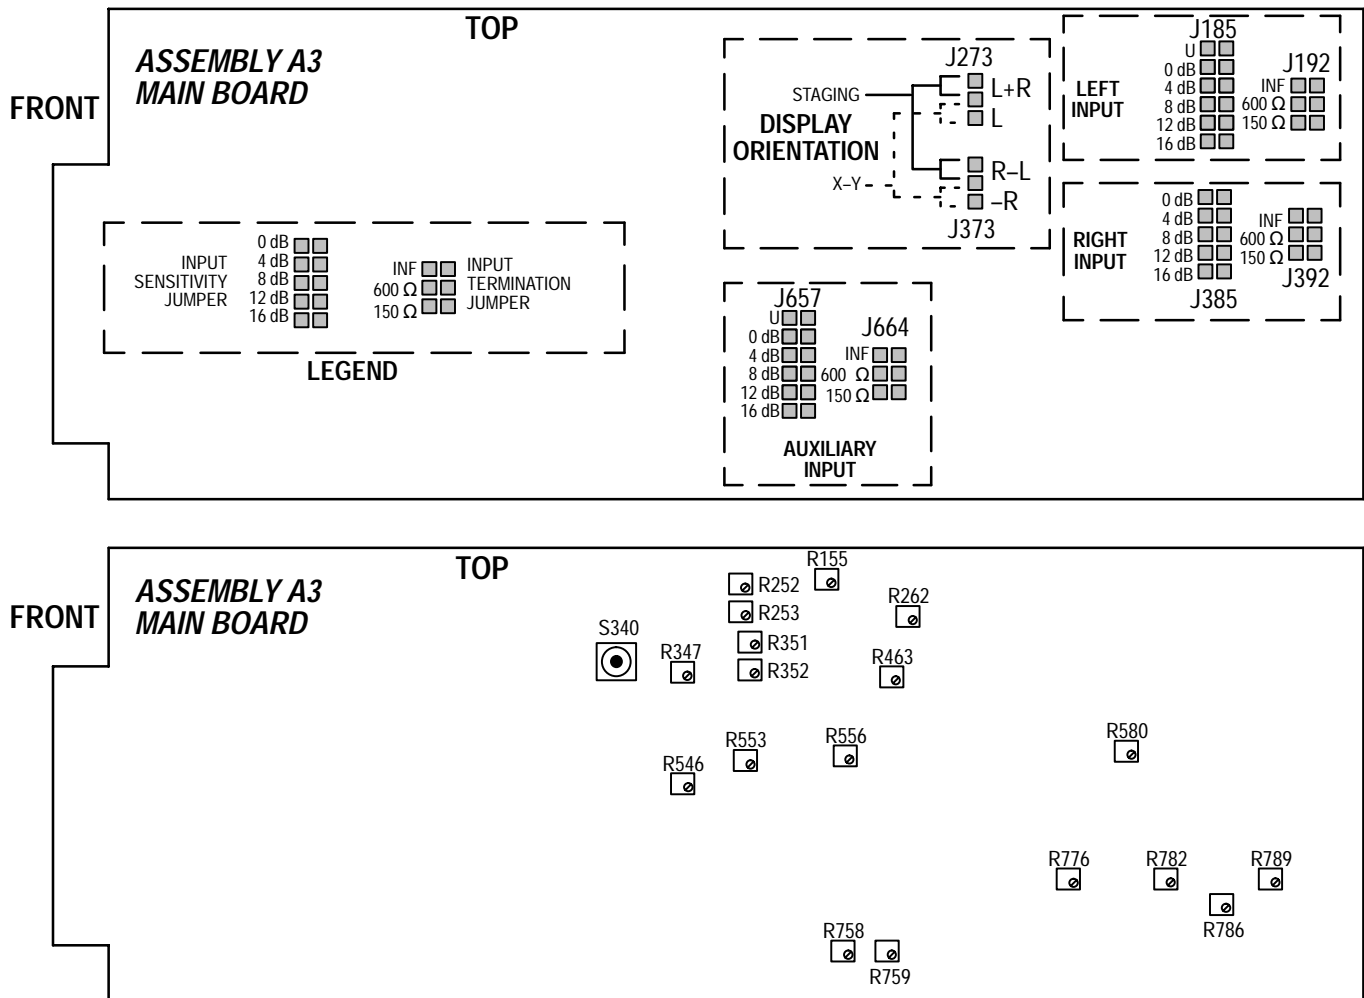 TOP
ASSEMBLY A3
MAIN BOARD
FRONT
INPUT
SENSITIVITY
JUMPER
0 dB
4 dB
8 dB
12 dB
16 dB
INF
600 Ω
150 Ω
INPUT
TERMINATION
JUMPER
LEGEND
STAGING
DISPLAY
ORIENTATION
X–Y
J273
L+R
L
R–L
–R
J373
J185
LEFT
INPUT
U
0 dB
4 dB
8 dB
12 dB
16 dB
J192
INF
600 Ω
150 Ω
RIGHT
INPUT
0 dB
4 dB
8 dB
12 dB
16 dB
J385
INF
600 Ω
150 Ω
J392
J657
U
0 dB
4 dB
8 dB
12 dB
16 dB
J664
INF
600 Ω
150 Ω
AUXILIARY
INPUT
TOP
ASSEMBLY A3
MAIN BOARD
FRONT
S340
R347
R252
R253
R351
R352
R155
R262
R463
R546
R553
R556
R580
R776
R782
R789
R786
R758
R759